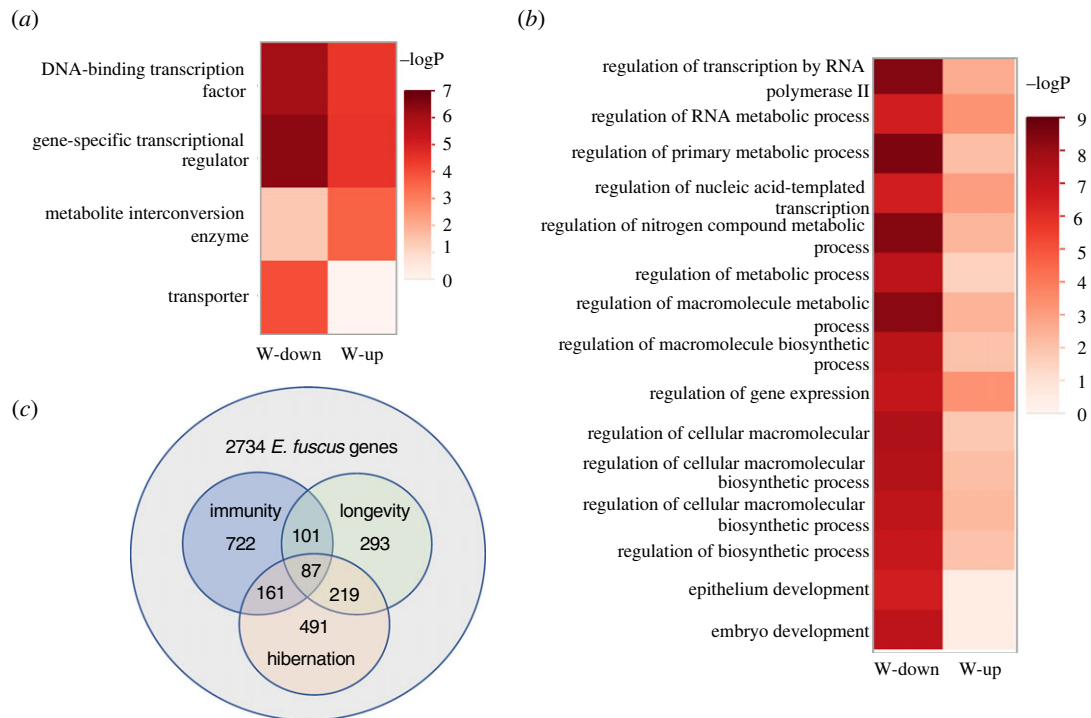 (a)
DNA-binding transcription
factor
gene-specific transcriptional
regulator
metabolite interconversion
enzyme
transporter
W-down W-up
–logP
7
6
5
4
3
2
1
0
(b)
regulation of transcription by RNA
polymerase II
regulation of RNA metabolic process
regulation of primary metabolic process
regulation of nucleic acid-templated
transcription
regulation of nitrogen compound metabolic
process
regulation of metabolic process
regulation of macromolecule metabolic
process
regulation of macromolecule biosynthetic
process
regulation of gene expression
regulation of cellular macromolecular
regulation of cellular macromolecular
biosynthetic process
regulation of cellular macromolecular
biosynthetic process
regulation of biosynthetic process
epithelium development
embryo development
W-down W-up
–logP
9
8
7
6
5
4
3
2
1
0
(c)
2734 E. fuscus genes
immunity longevity
722 101 293
87
161 219
491
hibernation